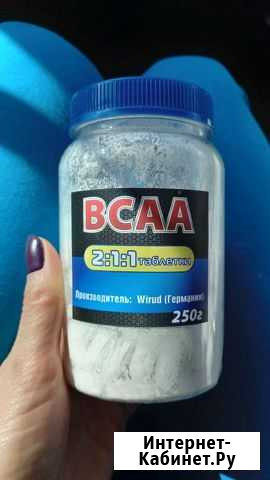 BCAA
2:1:1 таблетки
Производитель: Wirud (Германия)
250г
Интернет-
Кабинет.Ру